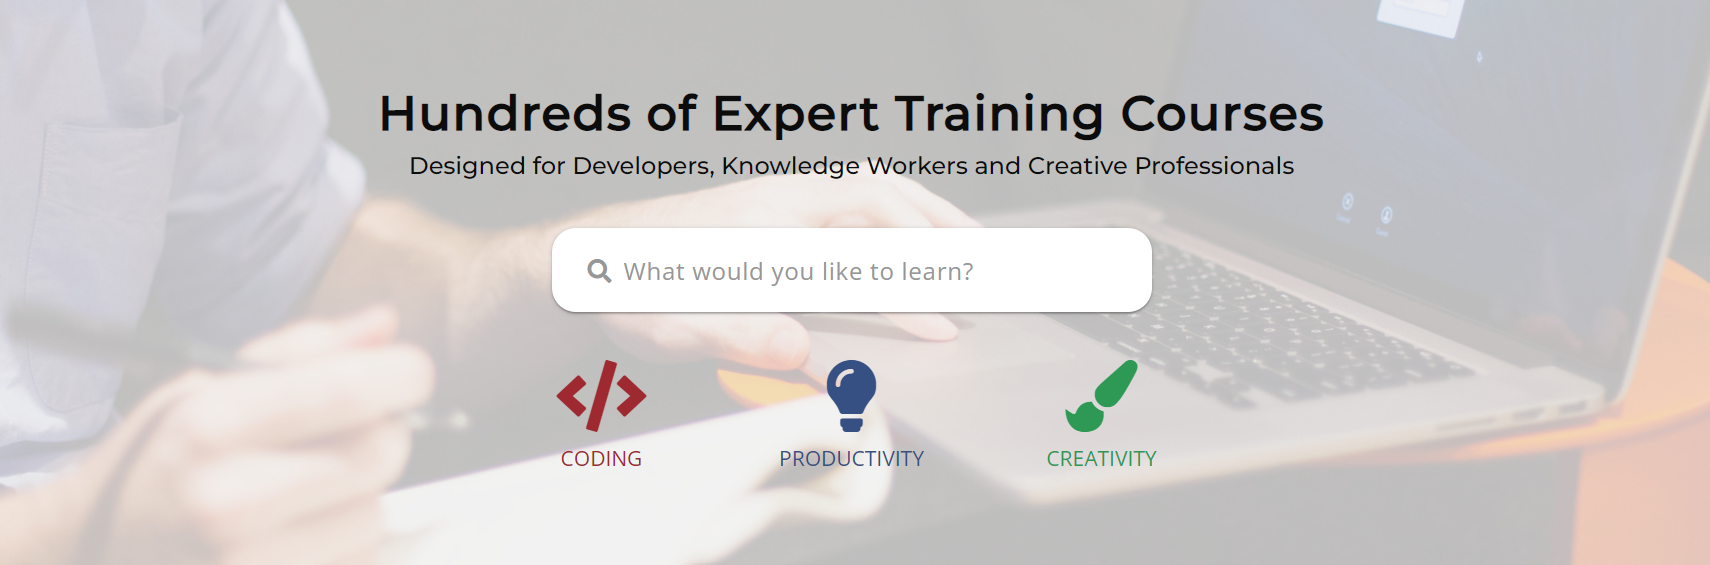 Hundreds of Expert Training Courses
Designed for Developers, Knowledge Workers and Creative Professionals
What would you like to learn?
CODING
PRODUCTIVITY
CREATIVITY